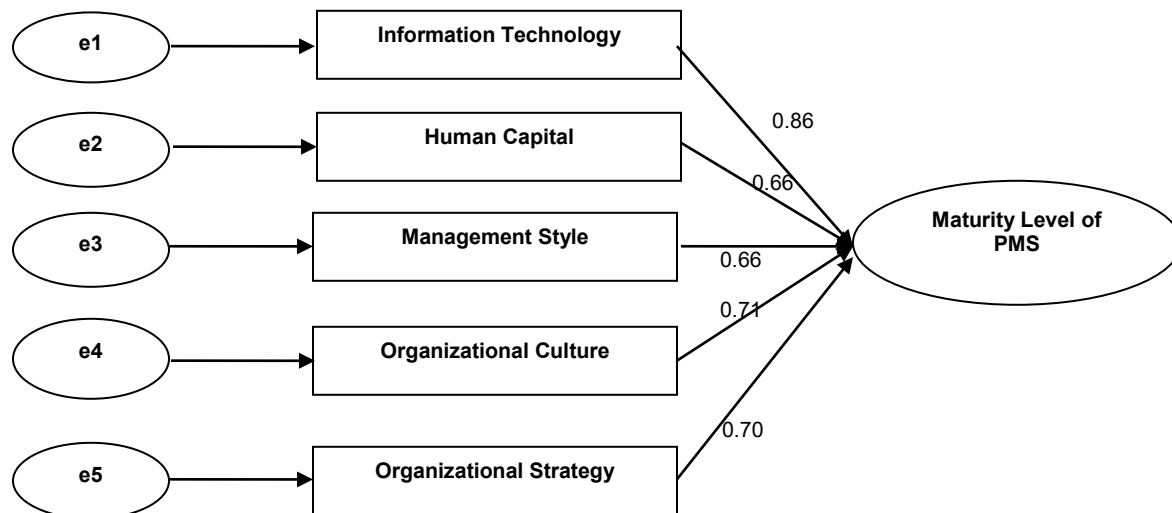 e1
Information Technology
0.86
e2
Human Capital
0.66
e3
Management Style
0.66
Maturity Level of
PMS
e4
Organizational Culture
0.71
e5
Organizational Strategy
0.70